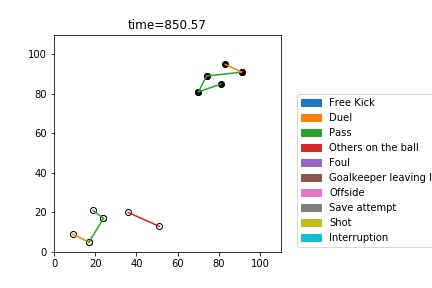 time=850.57
100
80
60
40
20
0
0 20 40 60 80 100
Free Kick
Duel
Pass
Others on the ball
Foul
Goalkeeper leaving l
Offside
Save attempt
Shot
Interruption